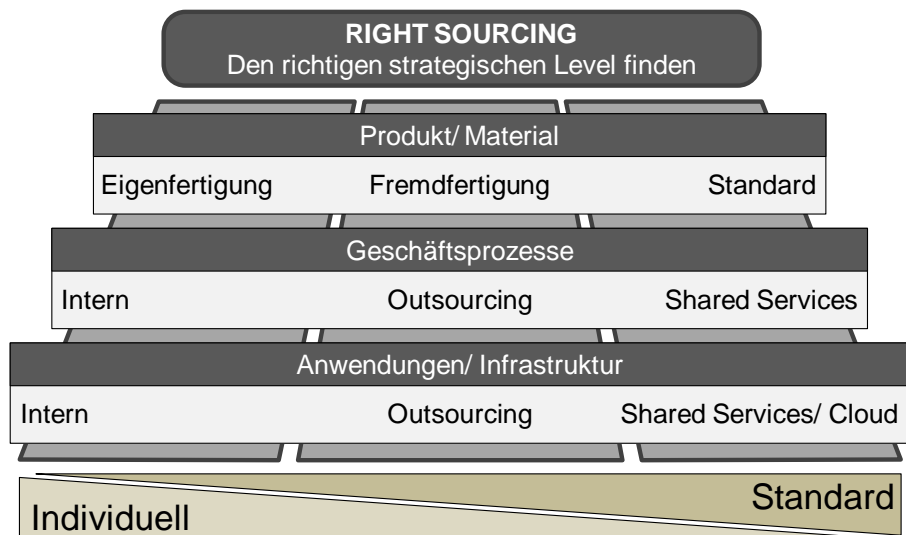 RIGHT SOURCING
Den richtigen strategischen Level finden
Produkt/ Material
Eigenfertigung Fremdfertigung Standard
Geschäftsprozesse
Intern Outsourcing Shared Services
Anwendungen/ Infrastruktur
Intern Outsourcing Shared Services/ Cloud
Standard
Individuell